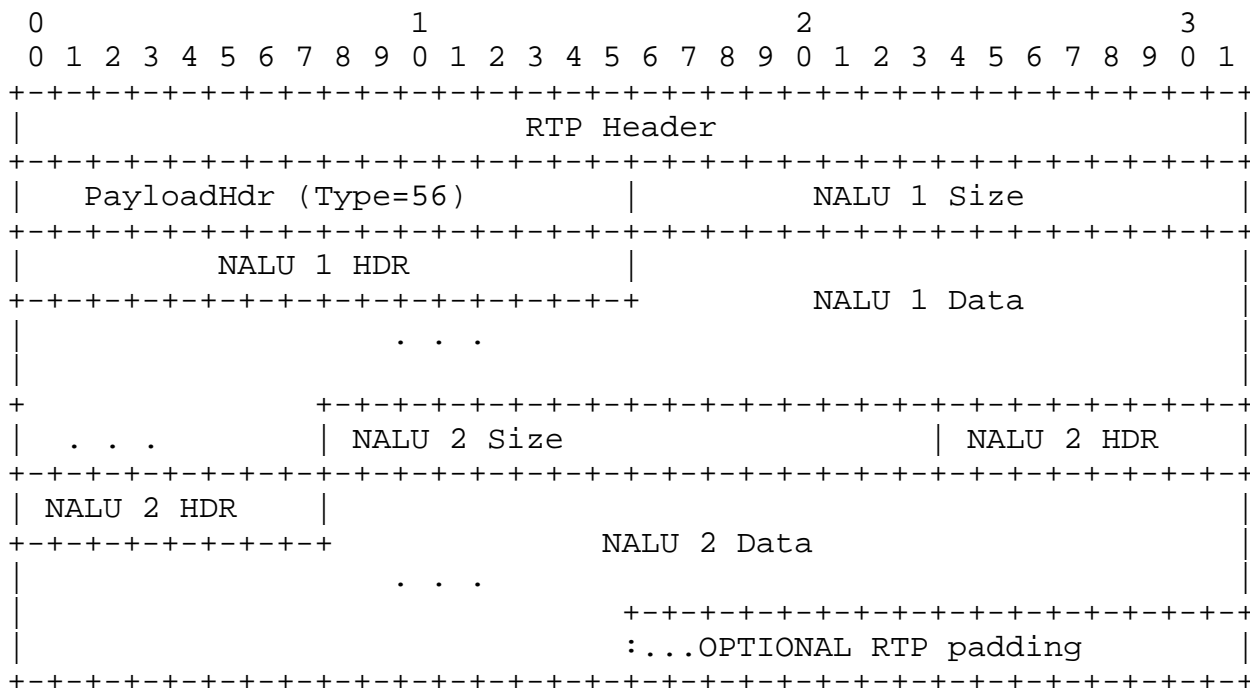 0                   1                   2                   3
0 1 2 3 4 5 6 7 8 9 0 1 2 3 4 5 6 7 8 9 0 1 2 3 4 5 6 7 8 9 0 1
+-+-+-+-+-+-+-+-+-+-+-+-+-+-+-+-+-+-+-+-+-+-+-+-+-+-+-+-+-+-+-+-+
|                          RTP Header                           |
+-+-+-+-+-+-+-+-+-+-+-+-+-+-+-+-+-+-+-+-+-+-+-+-+-+-+-+-+-+-+-+-+
|   PayloadHdr (Type=56)        |         NALU 1 Size           |
+-+-+-+-+-+-+-+-+-+-+-+-+-+-+-+-+-+-+-+-+-+-+-+-+-+-+-+-+-+-+-+-+
|          NALU 1 HDR           |                               |
+-+-+-+-+-+-+-+-+-+-+-+-+-+-+-+-+         NALU 1 Data           |
|                   . . .                                       |
|                                                               |
+               +-+-+-+-+-+-+-+-+-+-+-+-+-+-+-+-+-+-+-+-+-+-+-+-+
|  . . .        | NALU 2 Size                   | NALU 2 HDR    |
+-+-+-+-+-+-+-+-+-+-+-+-+-+-+-+-+-+-+-+-+-+-+-+-+-+-+-+-+-+-+-+-+
| NALU 2 HDR    |                                               |
+-+-+-+-+-+-+-+-+              NALU 2 Data                      |
|                   . . .                                       |
|                               +-+-+-+-+-+-+-+-+-+-+-+-+-+-+-+-+
|                               :...OPTIONAL RTP padding        |
+-+-+-+-+-+-+-+-+-+-+-+-+-+-+-+-+-+-+-+-+-+-+-+-+-+-+-+-+-+-+-+-+